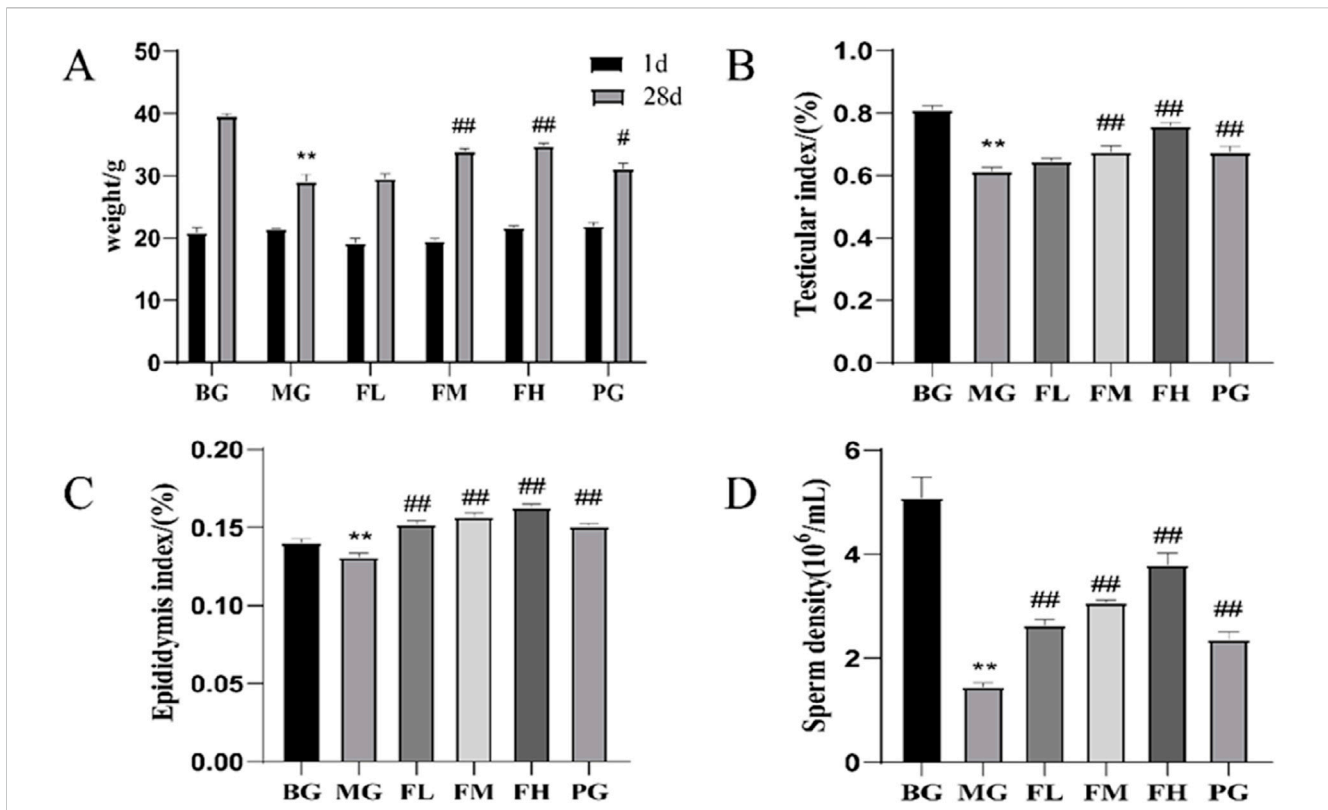 A
weight/g
50
40
30
20
10
0
1d
28d
**
##
##
#
BG MG FL FM FH PG
B
Testicular index/(%)
1.0
0.8
0.6
0.4
0.2
0.0
**
##
##
##
BG MG FL FM FH PG
C
Epididymis index/(%)
0.20
0.15
0.10
0.05
0.00
**
##
##
##
##
BG MG FL FM FH PG
D
Sperm density(10⁶/mL)
6
4
2
0
**
##
##
##
##
BG MG FL FM FH PG